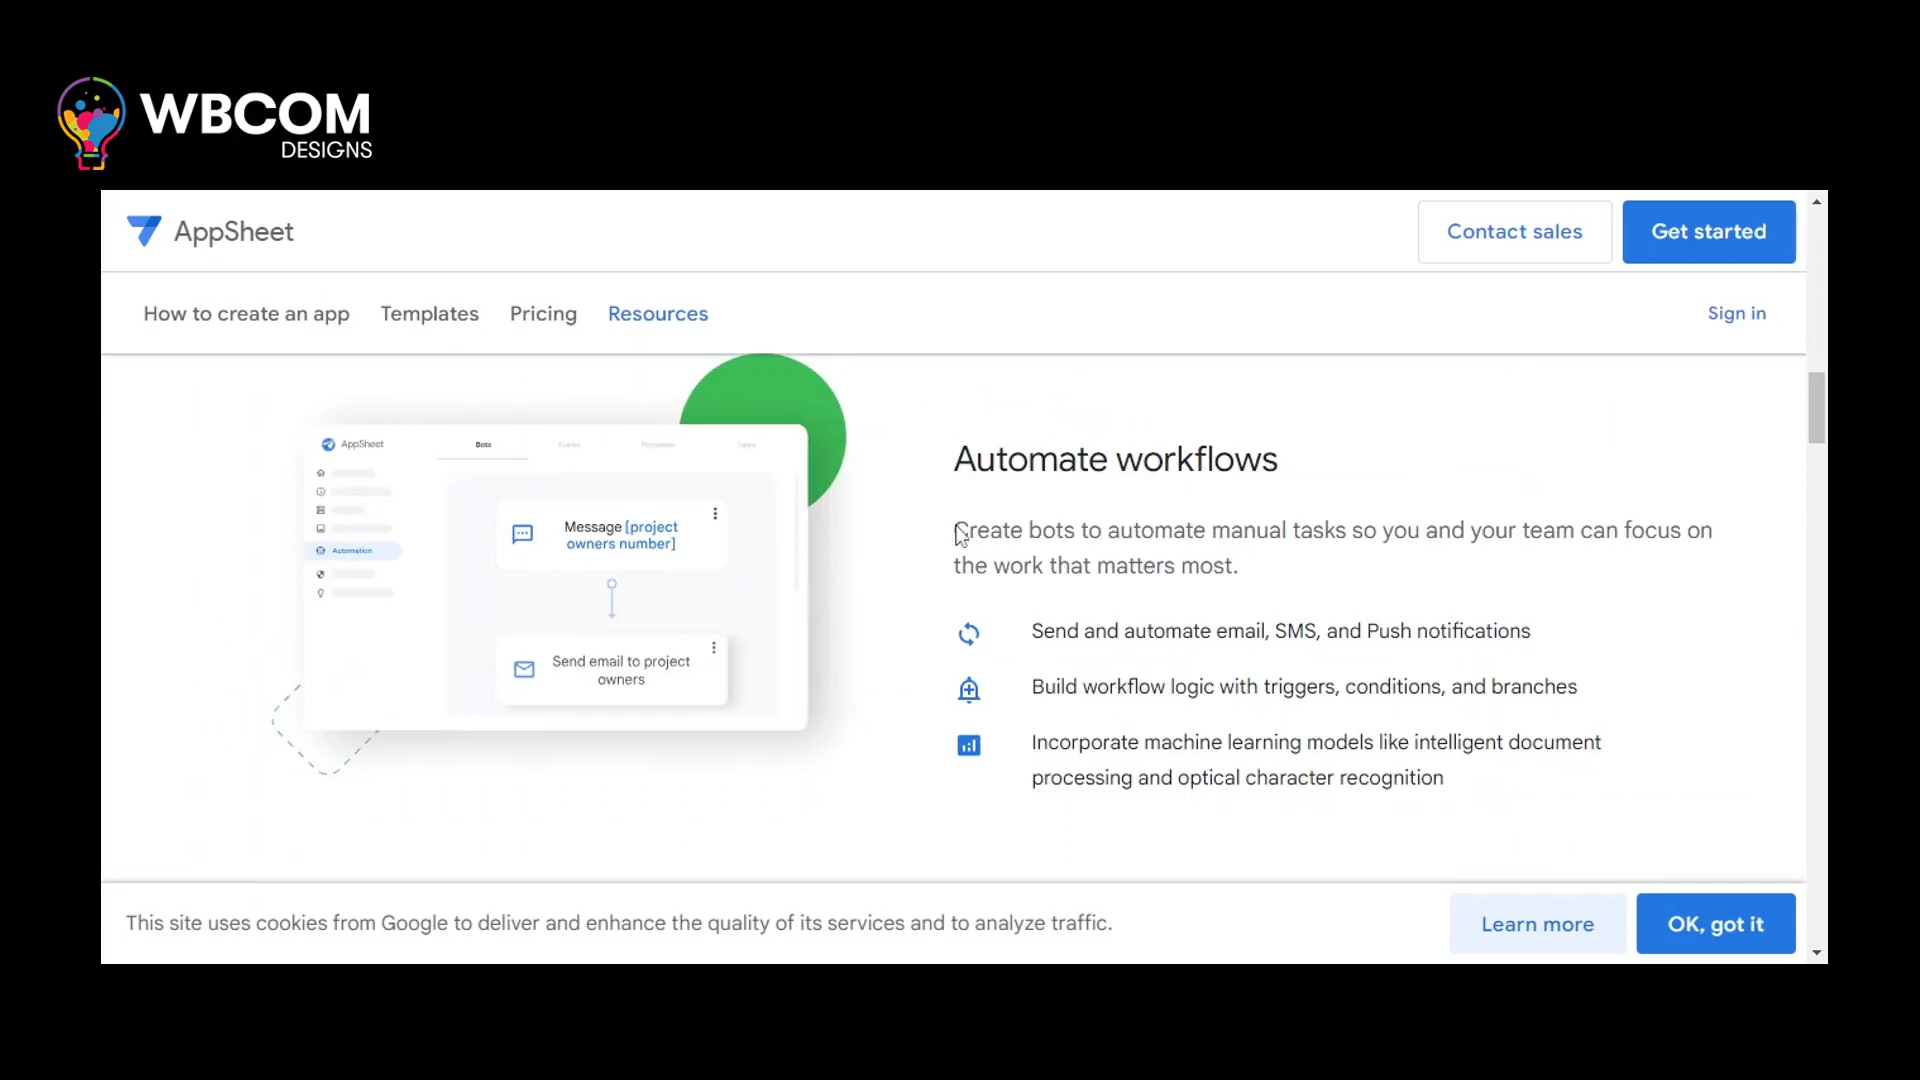 WBCOM
DESIGNS
AppSheet
Contact sales
Get started
How to create an app
Templates
Pricing
Resources
Sign in
AppSheet
Bots
Events
Processes
Tasks
Automation
Message [project
owners number]
Send email to project
owners
Automate workflows
Create bots to automate manual tasks so you and your team can focus on
the work that matters most.
Send and automate email, SMS, and Push notifications
Build workflow logic with triggers, conditions, and branches
Incorporate machine learning models like intelligent document
processing and optical character recognition
This site uses cookies from Google to deliver and enhance the quality of its services and to analyze traffic.
Learn more
OK, got it